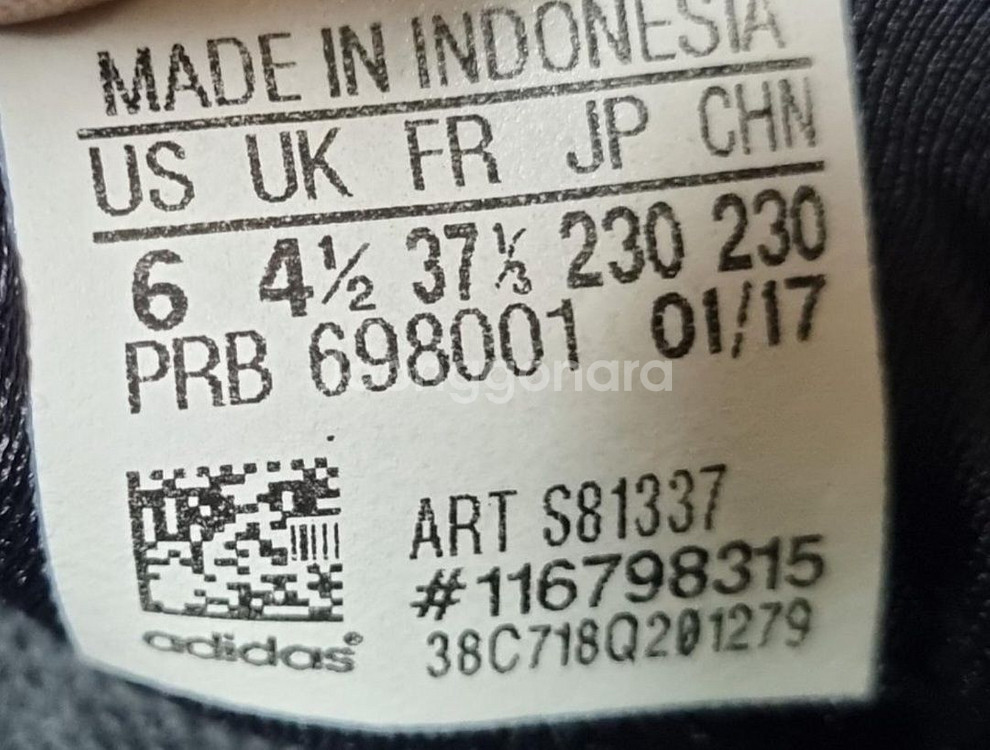 MADE IN INDONESIA
US UK FR JP CHN
6 4½ 37⅓ 230 230
PRB 698001 01/17
ART S81337
#116798315
38C718Q201279
adidas®